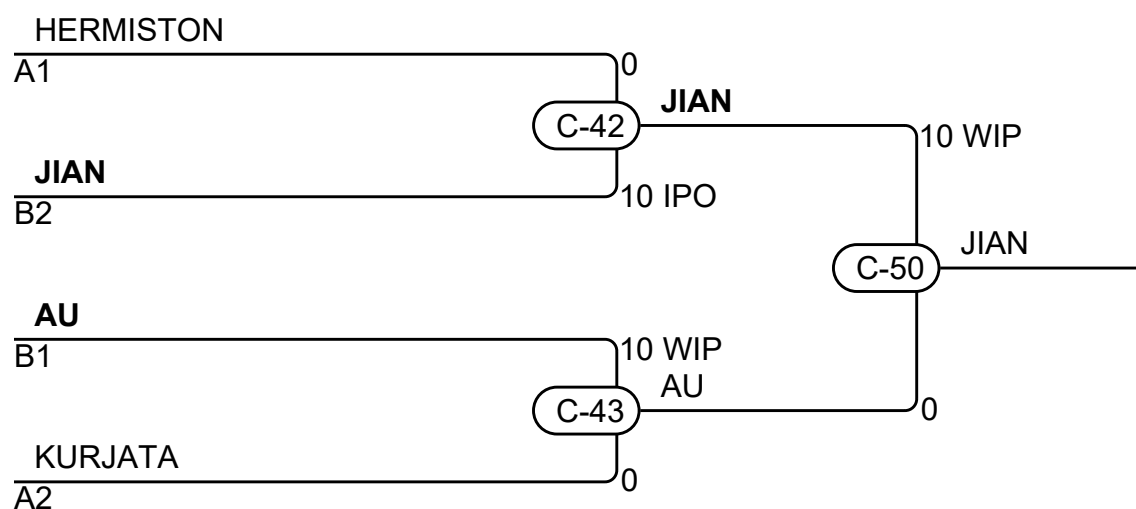 HERMISTON
A1
0
C-42
JIAN
JIAN
B2
10 IPO
10 WIP
C-50
JIAN
AU
B1
10 WIP
AU
C-43
0
KURJATA
A2
0